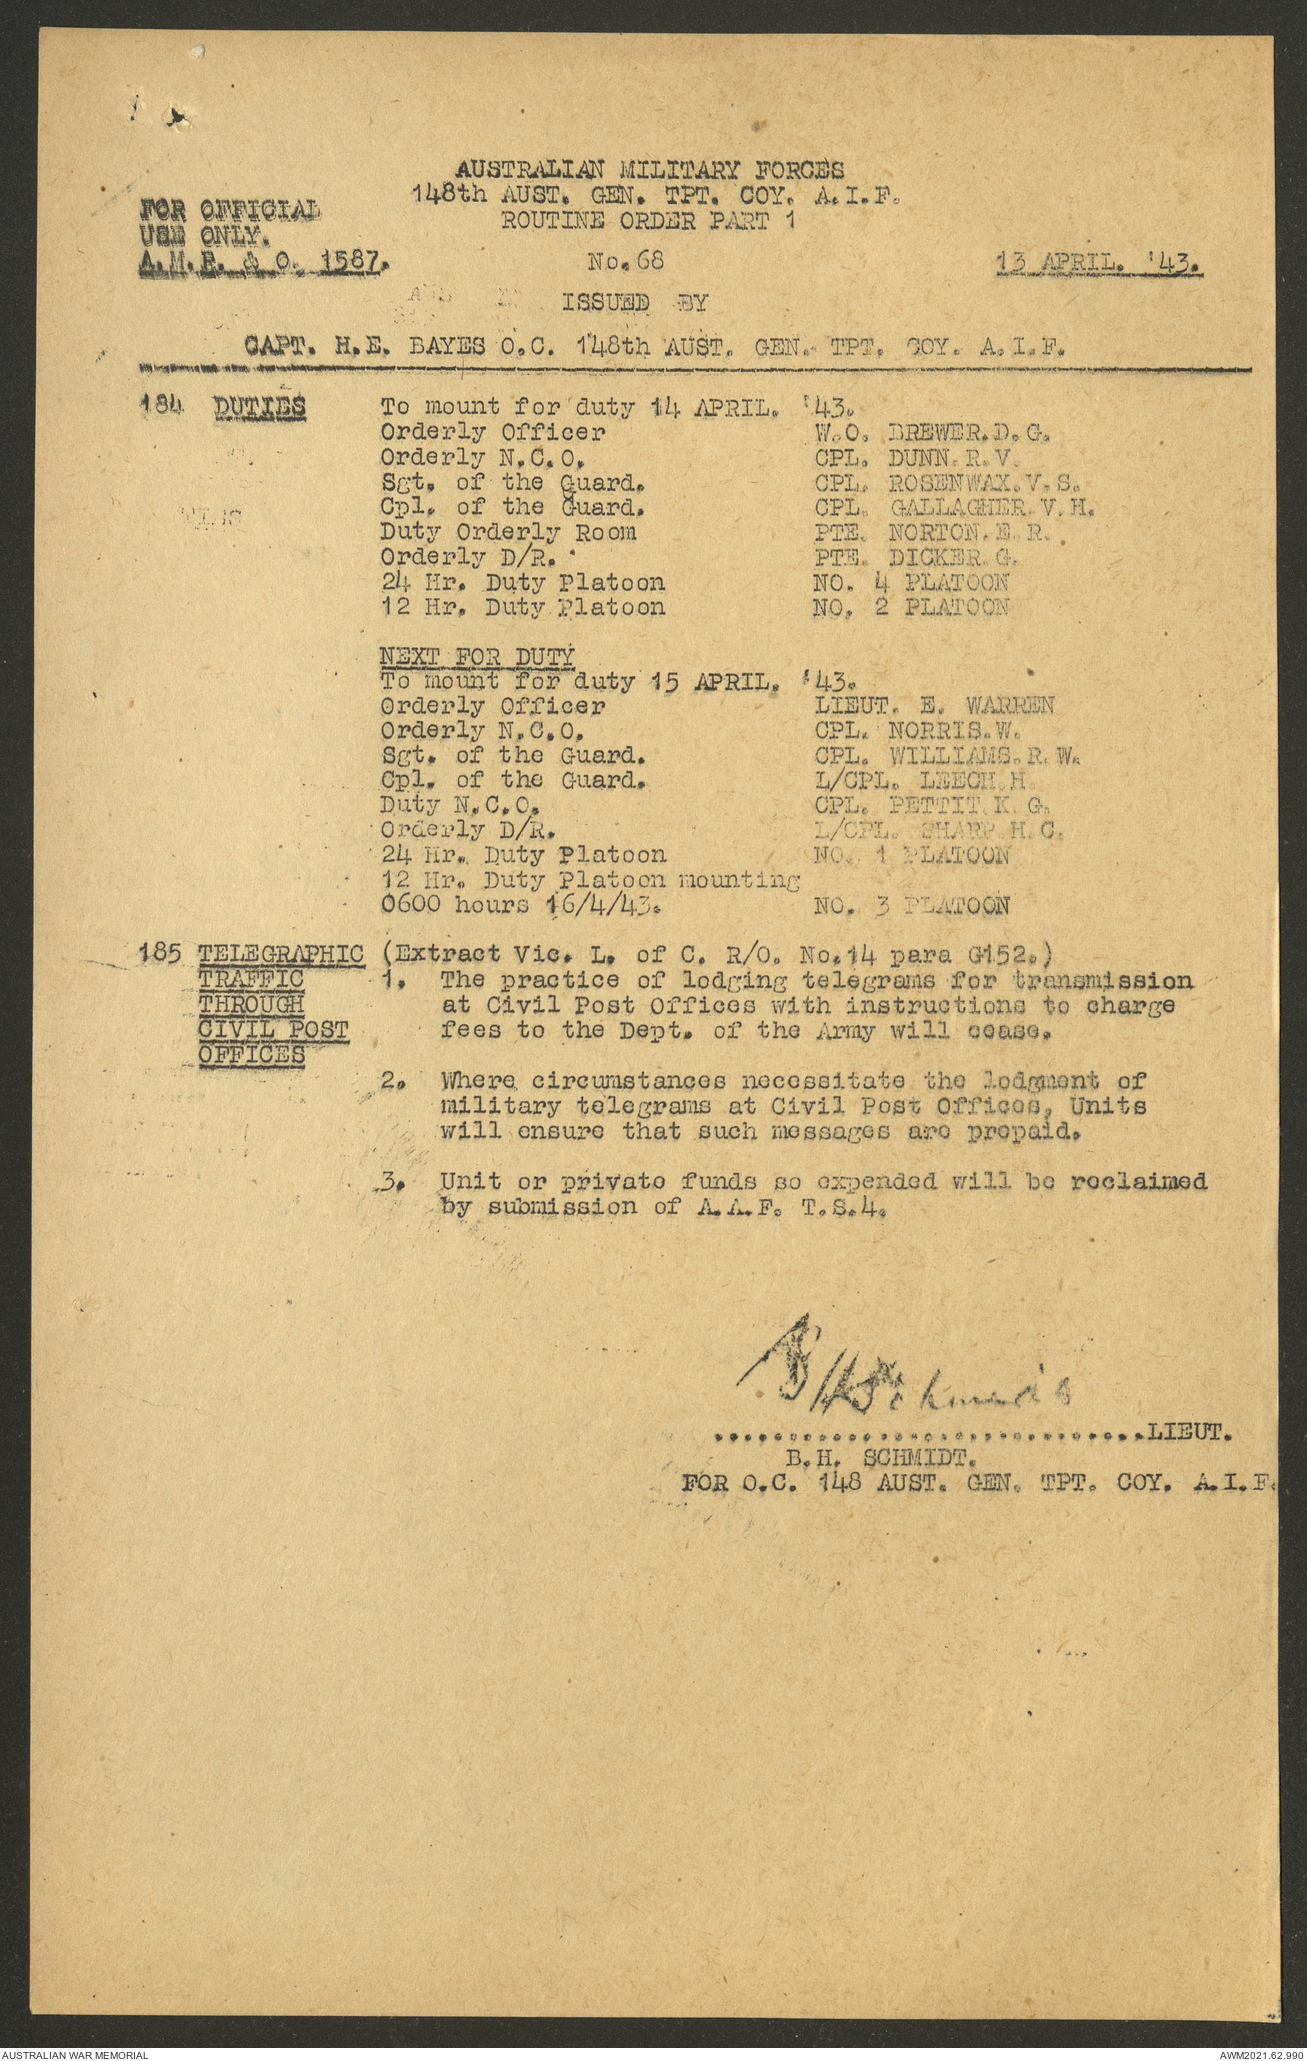 AUSTRALIAN MILITARY FORCES
148th AUST. GEN. TPT. COY. A.I.F.
ROUTINE ORDER PART 1
FOR OFFICIAL
USE ONLY.
A.M.R. & O. 1587. No.68 13 APRIL. '43.
ISSUED BY
CAPT. H.E. BAYES O.C. 148th AUST. GEN. TPT. COY. A.I.F.
184 DUTIES To mount for duty 14 APRIL. '43.
Orderly Officer W.O. BREWER.D.G.
Orderly N.C.O. CPL. DUNN.R.V.
Sgt. of the Guard. CPL. ROSENWAX.V.S.
Cpl. of the Guard. CPL. GALLAGHER.V.H.
Duty Orderly Room PTE. NORTON.E.R.
Orderly D/R. PTE. DICKER.G.
24 Hr. Duty Platoon NO. 4 PLATOON
12 Hr. Duty Platoon NO. 2 PLATOON
NEXT FOR DUTY
To mount for duty 15 APRIL. '43.
Orderly Officer LIEUT. E. WARREN
Orderly N.C.O. CPL. NORRIS.W.
Sgt. of the Guard. CPL. WILLIAMS.R.W.
Cpl. of the Guard. L/CPL. LEECH.H.
Duty N.C.O. CPL. PETTIT.K.G.
Orderly D/R. L/CPL. SHARP.H.C.
24 Hr. Duty Platoon NO. 1 PLATOON
12 Hr. Duty Platoon mounting
0600 hours 16/4/43. NO. 3 PLATOON
185 TELEGRAPHIC (Extract Vic. L. of C. R/O. No.14 para G152.)
TRAFFIC 1. The practice of lodging telegrams for transmission
THROUGH at Civil Post Offices with instructions to charge
CIVIL POST fees to the Dept. of the Army will cease.
OFFICES
2. Where circumstances necessitate the lodgment of
military telegrams at Civil Post Offices, Units
will ensure that such messages are prepaid.
3. Unit or private funds so expended will be reclaimed
by submission of A.A.F. T.S.4.
BHSchmidt
..............................LIEUT.
B.H. SCHMIDT.
FOR O.C. 148 AUST. GEN. TPT. COY. A.I.F.
AUSTRALIAN WAR MEMORIAL AWM2021.62.990